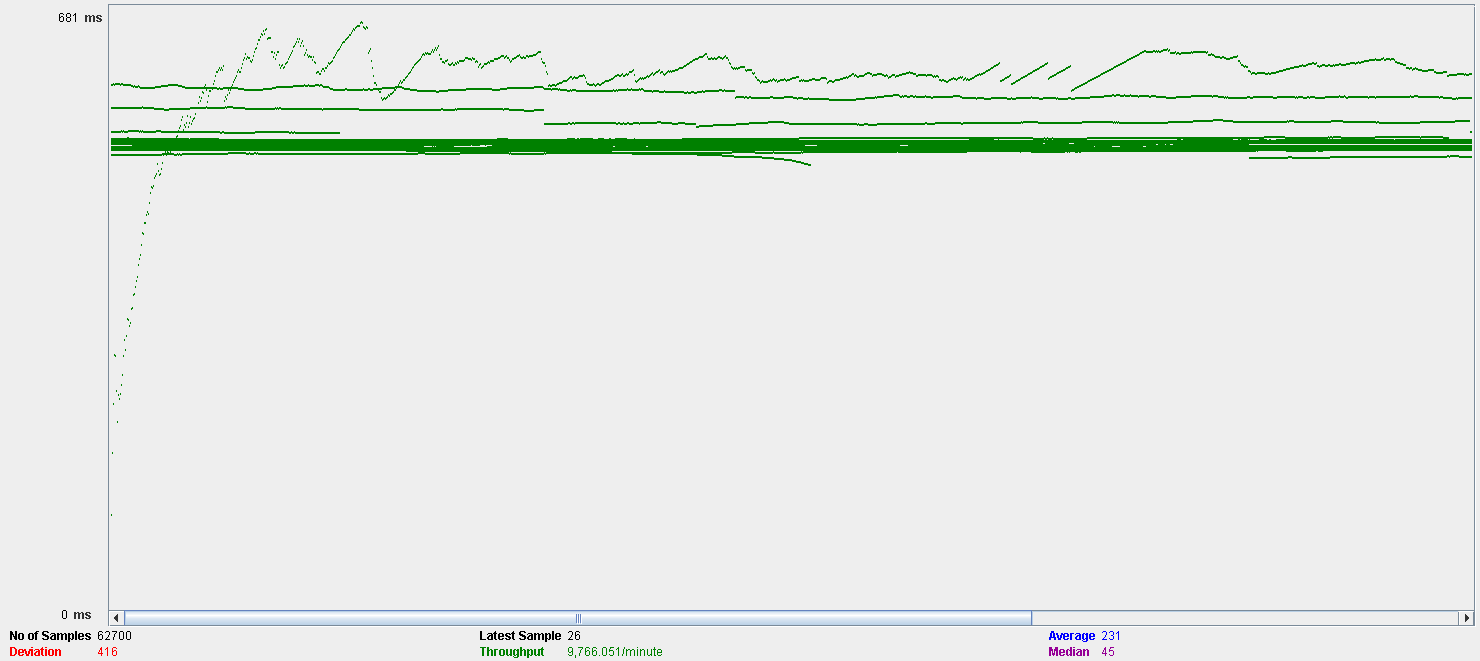 681 ms
0 ms
No of Samples 62700 Latest Sample 26 Average 231
Deviation 416 Throughput 9,766.051/minute Median 45